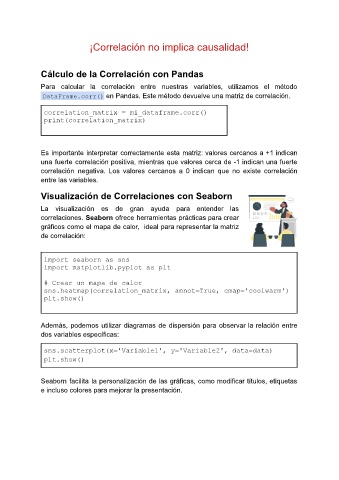 ¡Correlación no implica causalidad!
Cálculo de la Correlación con Pandas
Para calcular la correlación entre nuestras variables, utilizamos el método
DataFrame.corr() en Pandas. Este método devuelve una matriz de correlación.
correlation_matrix = mi_dataframe.corr()
print(correlation_matrix)
Es importante interpretar correctamente esta matriz: valores cercanos a +1 indican
una fuerte correlación positiva, mientras que valores cerca de -1 indican una fuerte
correlación negativa. Los valores cercanos a 0 indican que no existe correlación
entre las variables.
Visualización de Correlaciones con Seaborn
La visualización es de gran ayuda para entender las
correlaciones. Seaborn ofrece herramientas prácticas para crear
gráficos como el mapa de calor, ideal para representar la matriz
de correlación:
import seaborn as sns
import matplotlib.pyplot as plt
# Crear un mapa de calor
sns.heatmap(correlation_matrix, annot=True, cmap='coolwarm')
plt.show()
Además, podemos utilizar diagramas de dispersión para observar la relación entre
dos variables específicas:
sns.scatterplot(x='Variable1', y='Variable2', data=data)
plt.show()
Seaborn facilita la personalización de las gráficas, como modificar títulos, etiquetas
e incluso colores para mejorar la presentación.